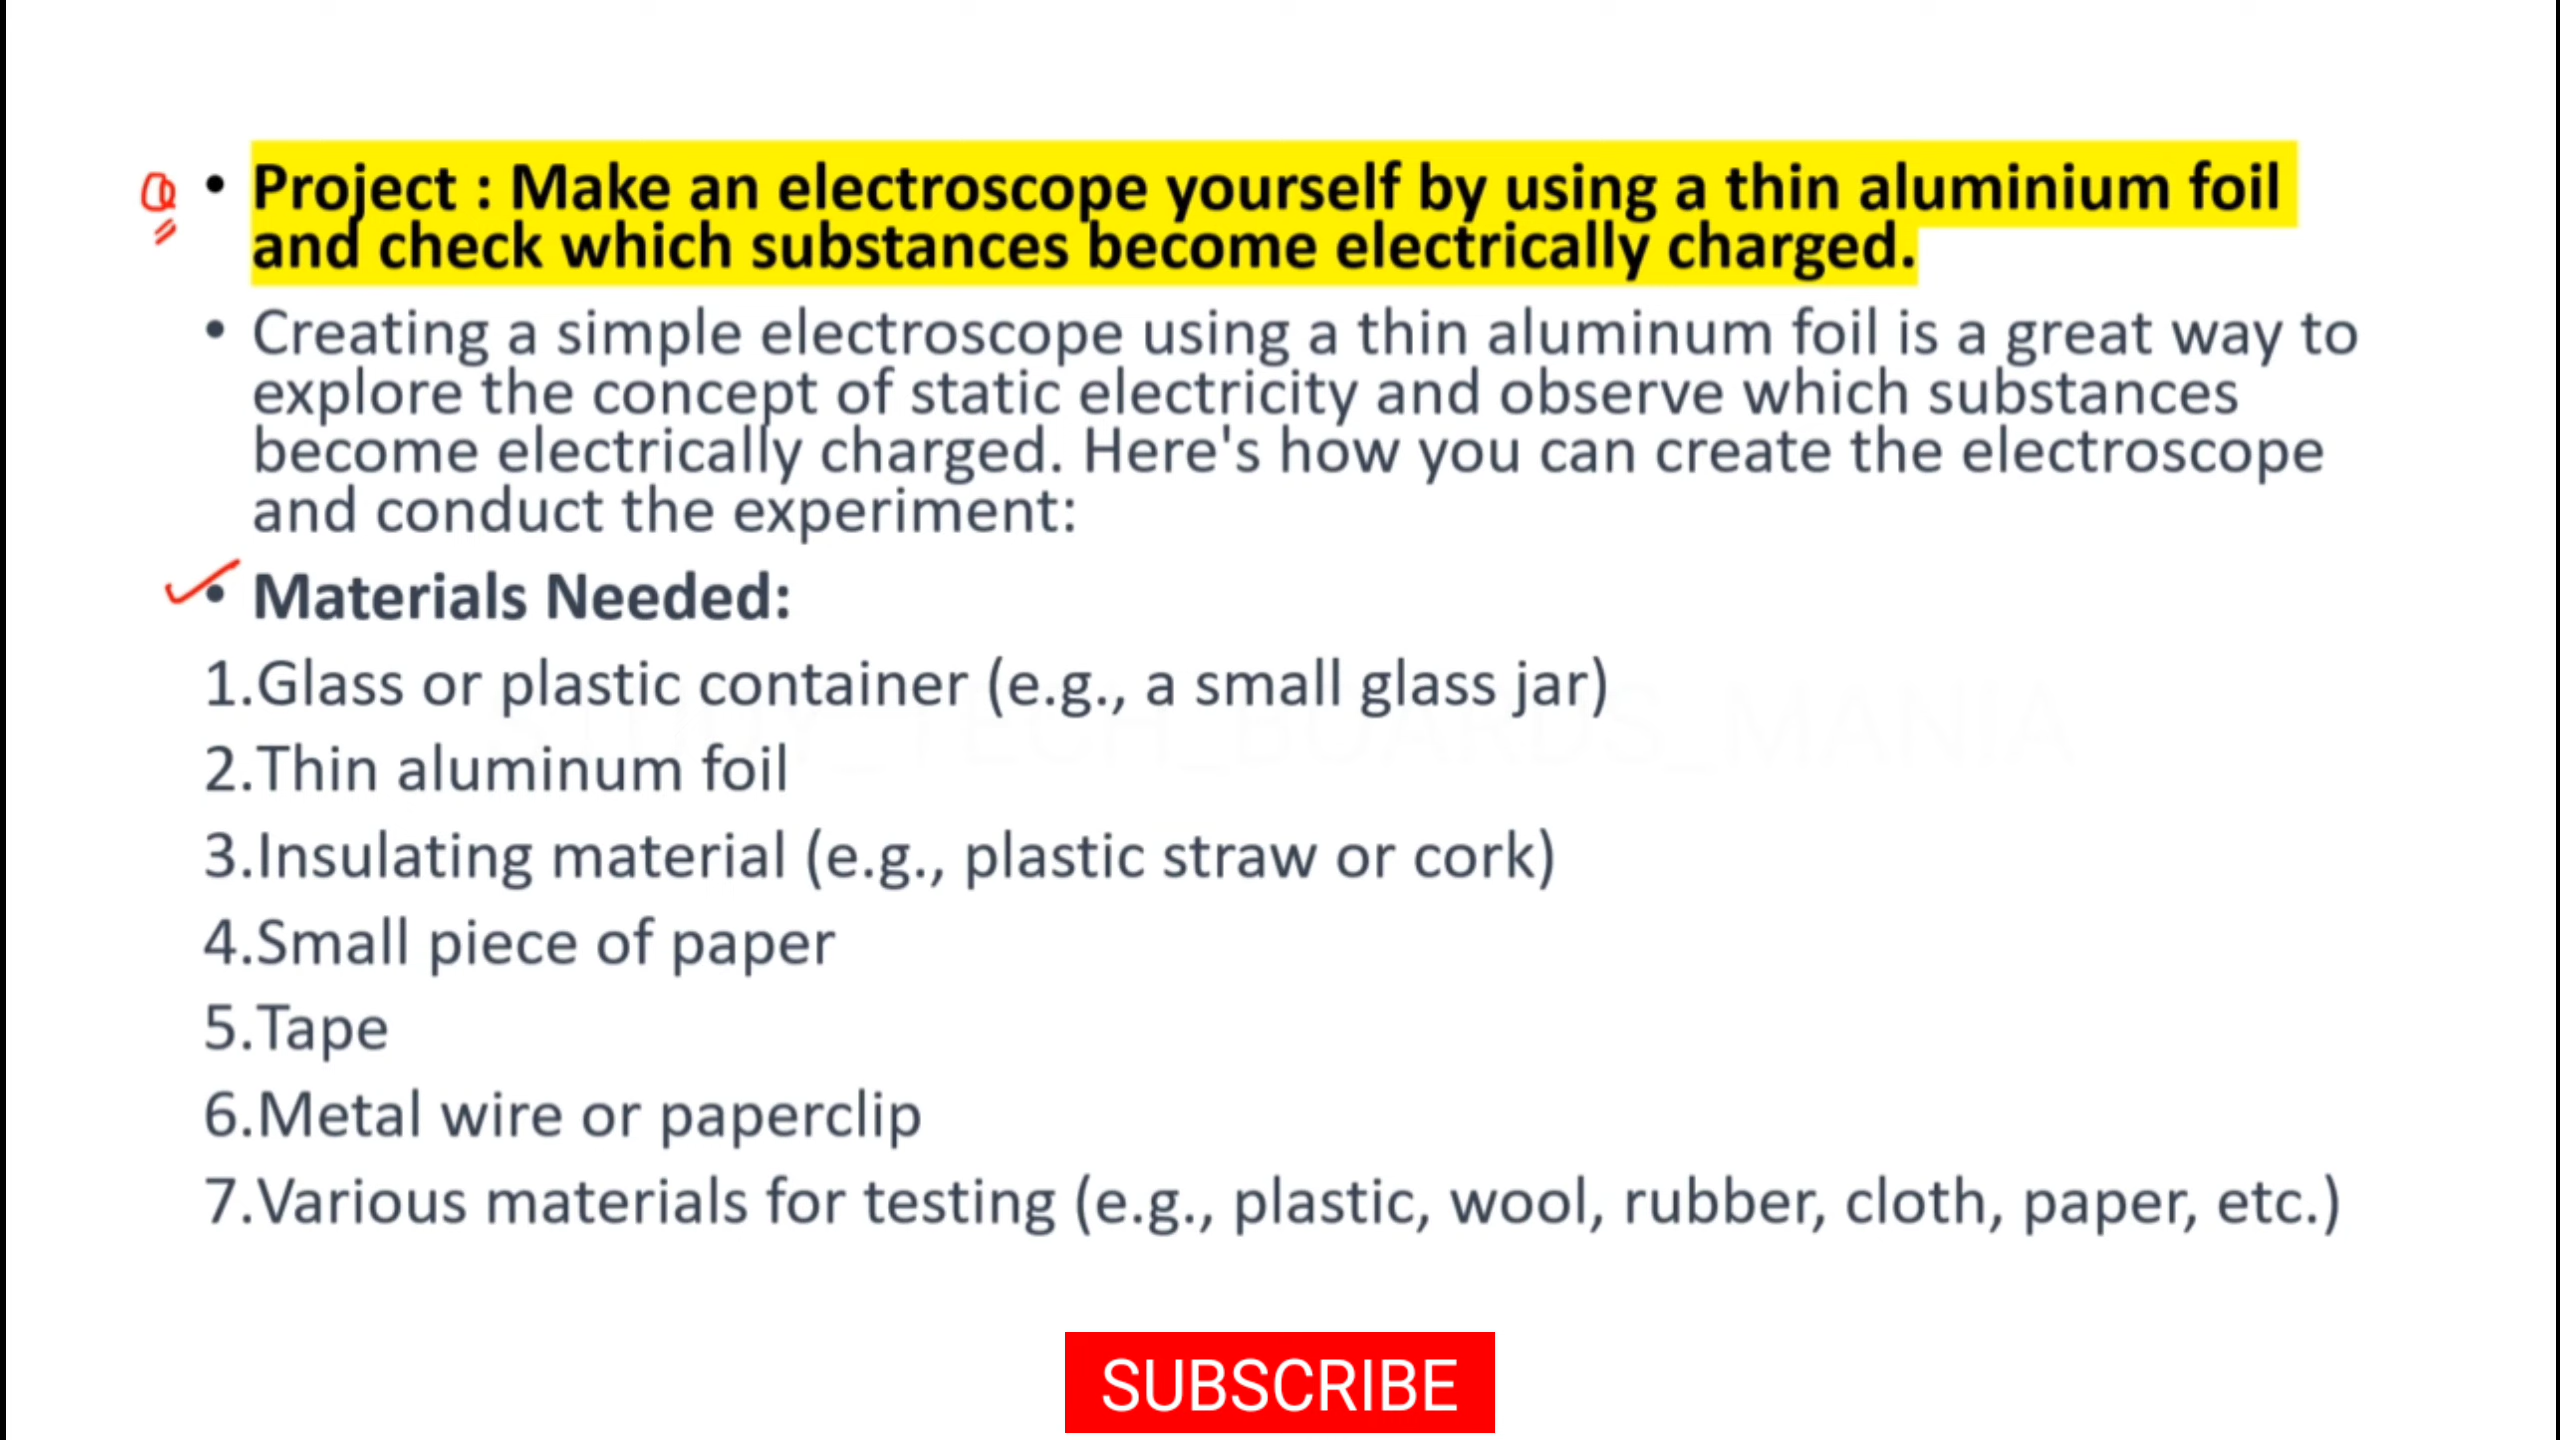 Q • Project : Make an electroscope yourself by using a thin aluminium foil
and check which substances become electrically charged.
• Creating a simple electroscope using a thin aluminum foil is a great way to
explore the concept of static electricity and observe which substances
become electrically charged. Here's how you can create the electroscope
and conduct the experiment:
• Materials Needed:
1.Glass or plastic container (e.g., a small glass jar)
STUDY_TECH_BOARDS_MANIA
2.Thin aluminum foil
3.Insulating material (e.g., plastic straw or cork)
4.Small piece of paper
5.Tape
6.Metal wire or paperclip
7.Various materials for testing (e.g., plastic, wool, rubber, cloth, paper, etc.)
SUBSCRIBE